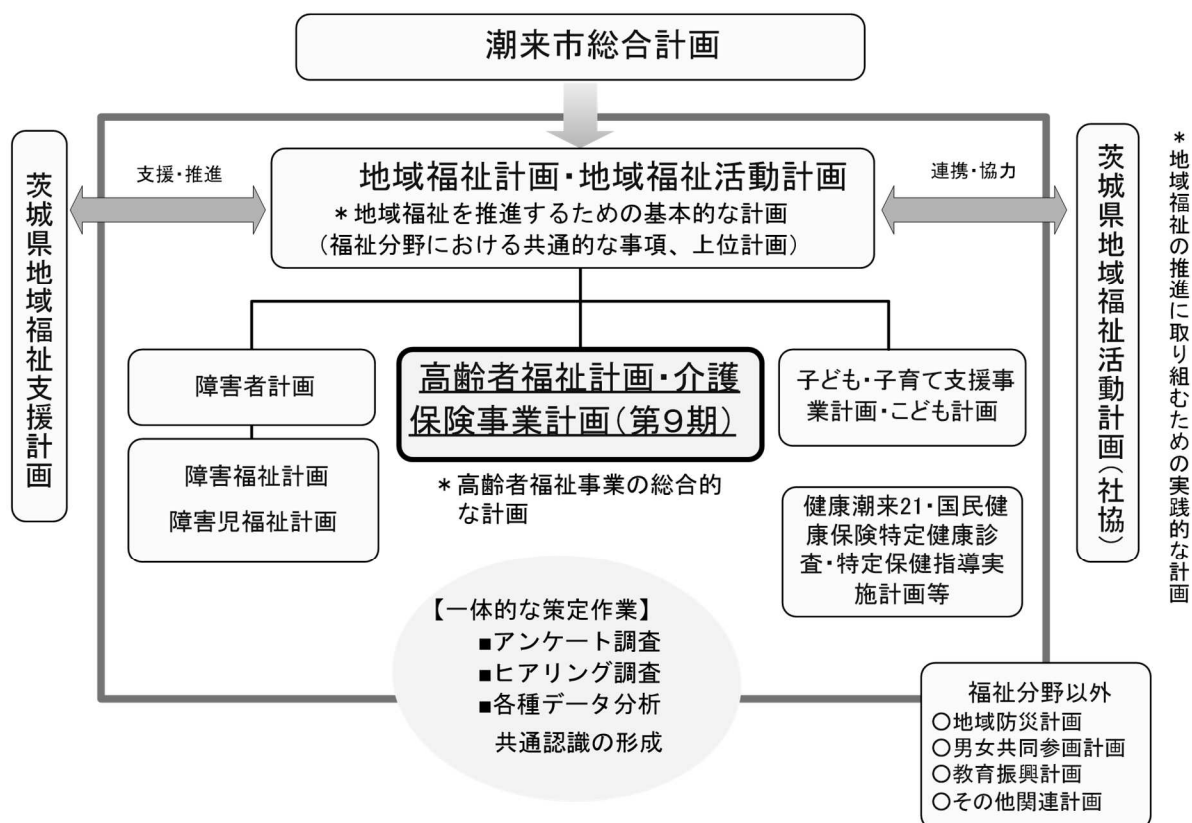 潮来市総合計画
茨城県地域福祉支援計画
支援・推進
地域福祉計画・地域福祉活動計画
＊地域福祉を推進するための基本的な計画
（福祉分野における共通的な事項、上位計画）
連携・協力
茨城県地域福祉活動計画（社協）
＊地域福祉の推進に取り組むための実践的な計画
障害者計画
障害福祉計画
障害児福祉計画
高齢者福祉計画・介護
保険事業計画（第9期）
＊高齢者福祉事業の総合的
な計画
子ども・子育て支援事
業計画・こども計画
健康潮来21・国民健
康保険特定健康診
査・特定保健指導実
施計画等
【一体的な策定作業】
■アンケート調査
■ヒアリング調査
■各種データ分析
共通認識の形成
福祉分野以外
○地域防災計画
○男女共同参画計画
○教育振興計画
○その他関連計画